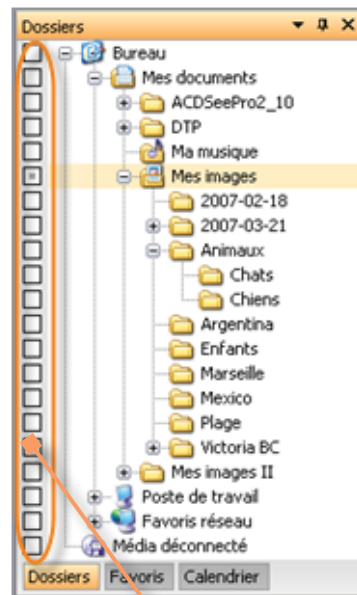 Dossiers
Bureau
Mes documents
ACDSeePro2_10
DTP
Ma musique
Mes images
2007-02-18
2007-03-21
Animaux
Chats
Chiens
Argentina
Enfants
Marseille
Mexico
Plage
Victoria BC
Mes images II
Poste de travail
Favoris réseau
Média déconnecté
Dossiers Favoris Calendrier